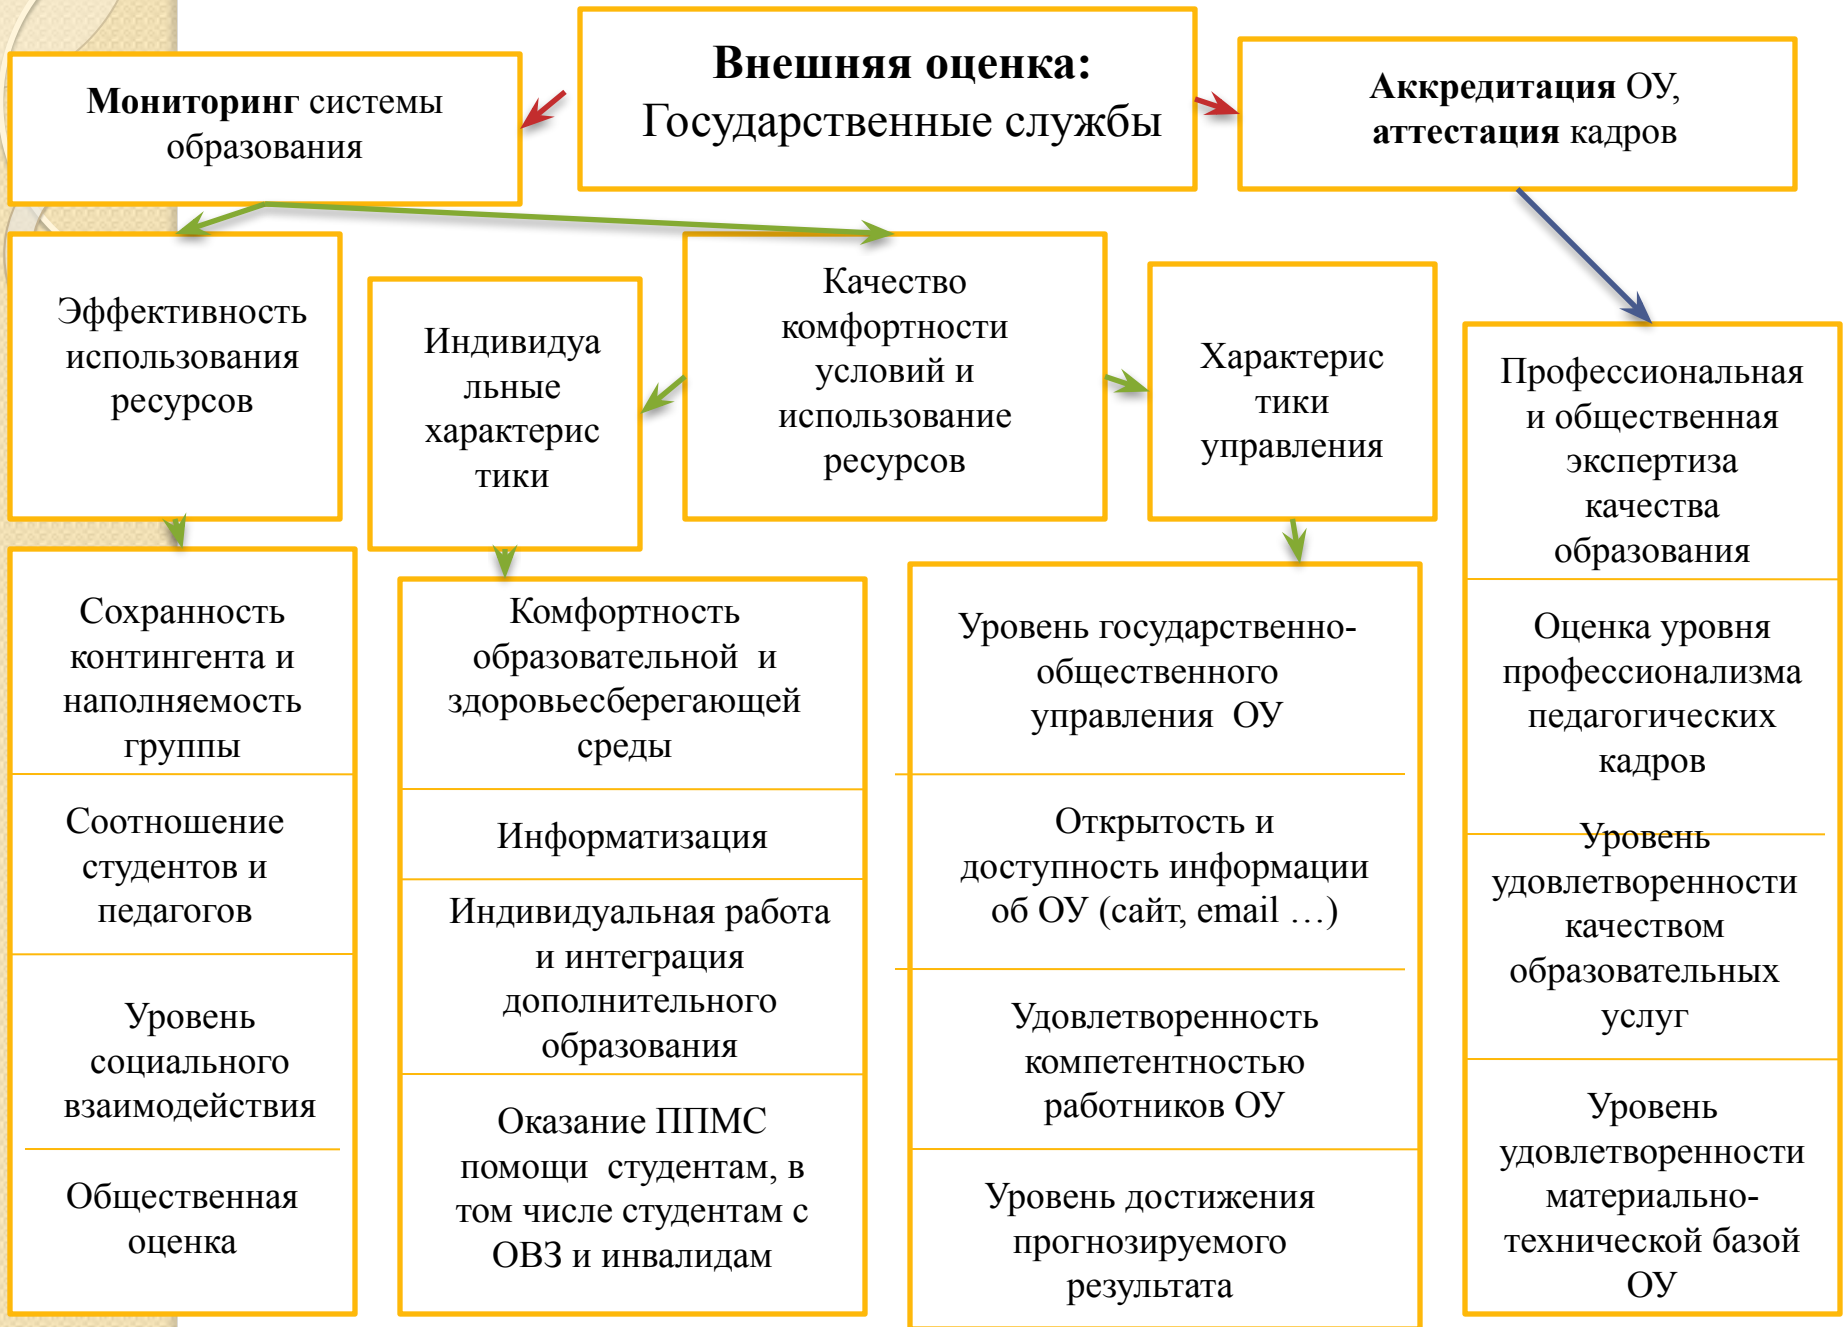 Внешняя оценка:
Государственные службы
Мониторинг системы
образования
Аккредитация ОУ,
аттестация кадров
Эффективность
использования
ресурсов
Индивидуа
льные
характерис
тики
Качество
комфортности
условий и
использование
ресурсов
Характерис
тики
управления
Сохранность
контингента и
наполняемость
группы
Соотношение
студентов и
педагогов
Уровень
социального
взаимодействия
Общественная
оценка
Комфортность
образовательной и
здоровьесберегающей
среды
Информатизация
Индивидуальная работа
и интеграция
дополнительного
образования
Оказание ППМС
помощи студентам, в
том числе студентам с
ОВЗ и инвалидам
Уровень государственно-
общественного
управления ОУ
Открытость и
доступность информации
об ОУ (сайт, email …)
Удовлетворенность
компетентностью
работников ОУ
Уровень достижения
прогнозируемого
результата
Профессиональная
и общественная
экспертиза
качества
образования
Оценка уровня
профессионализма
педагогических
кадров
Уровень
удовлетворенности
качеством
образовательных
услуг
Уровень
удовлетворенности
материально-
технической базой
ОУ